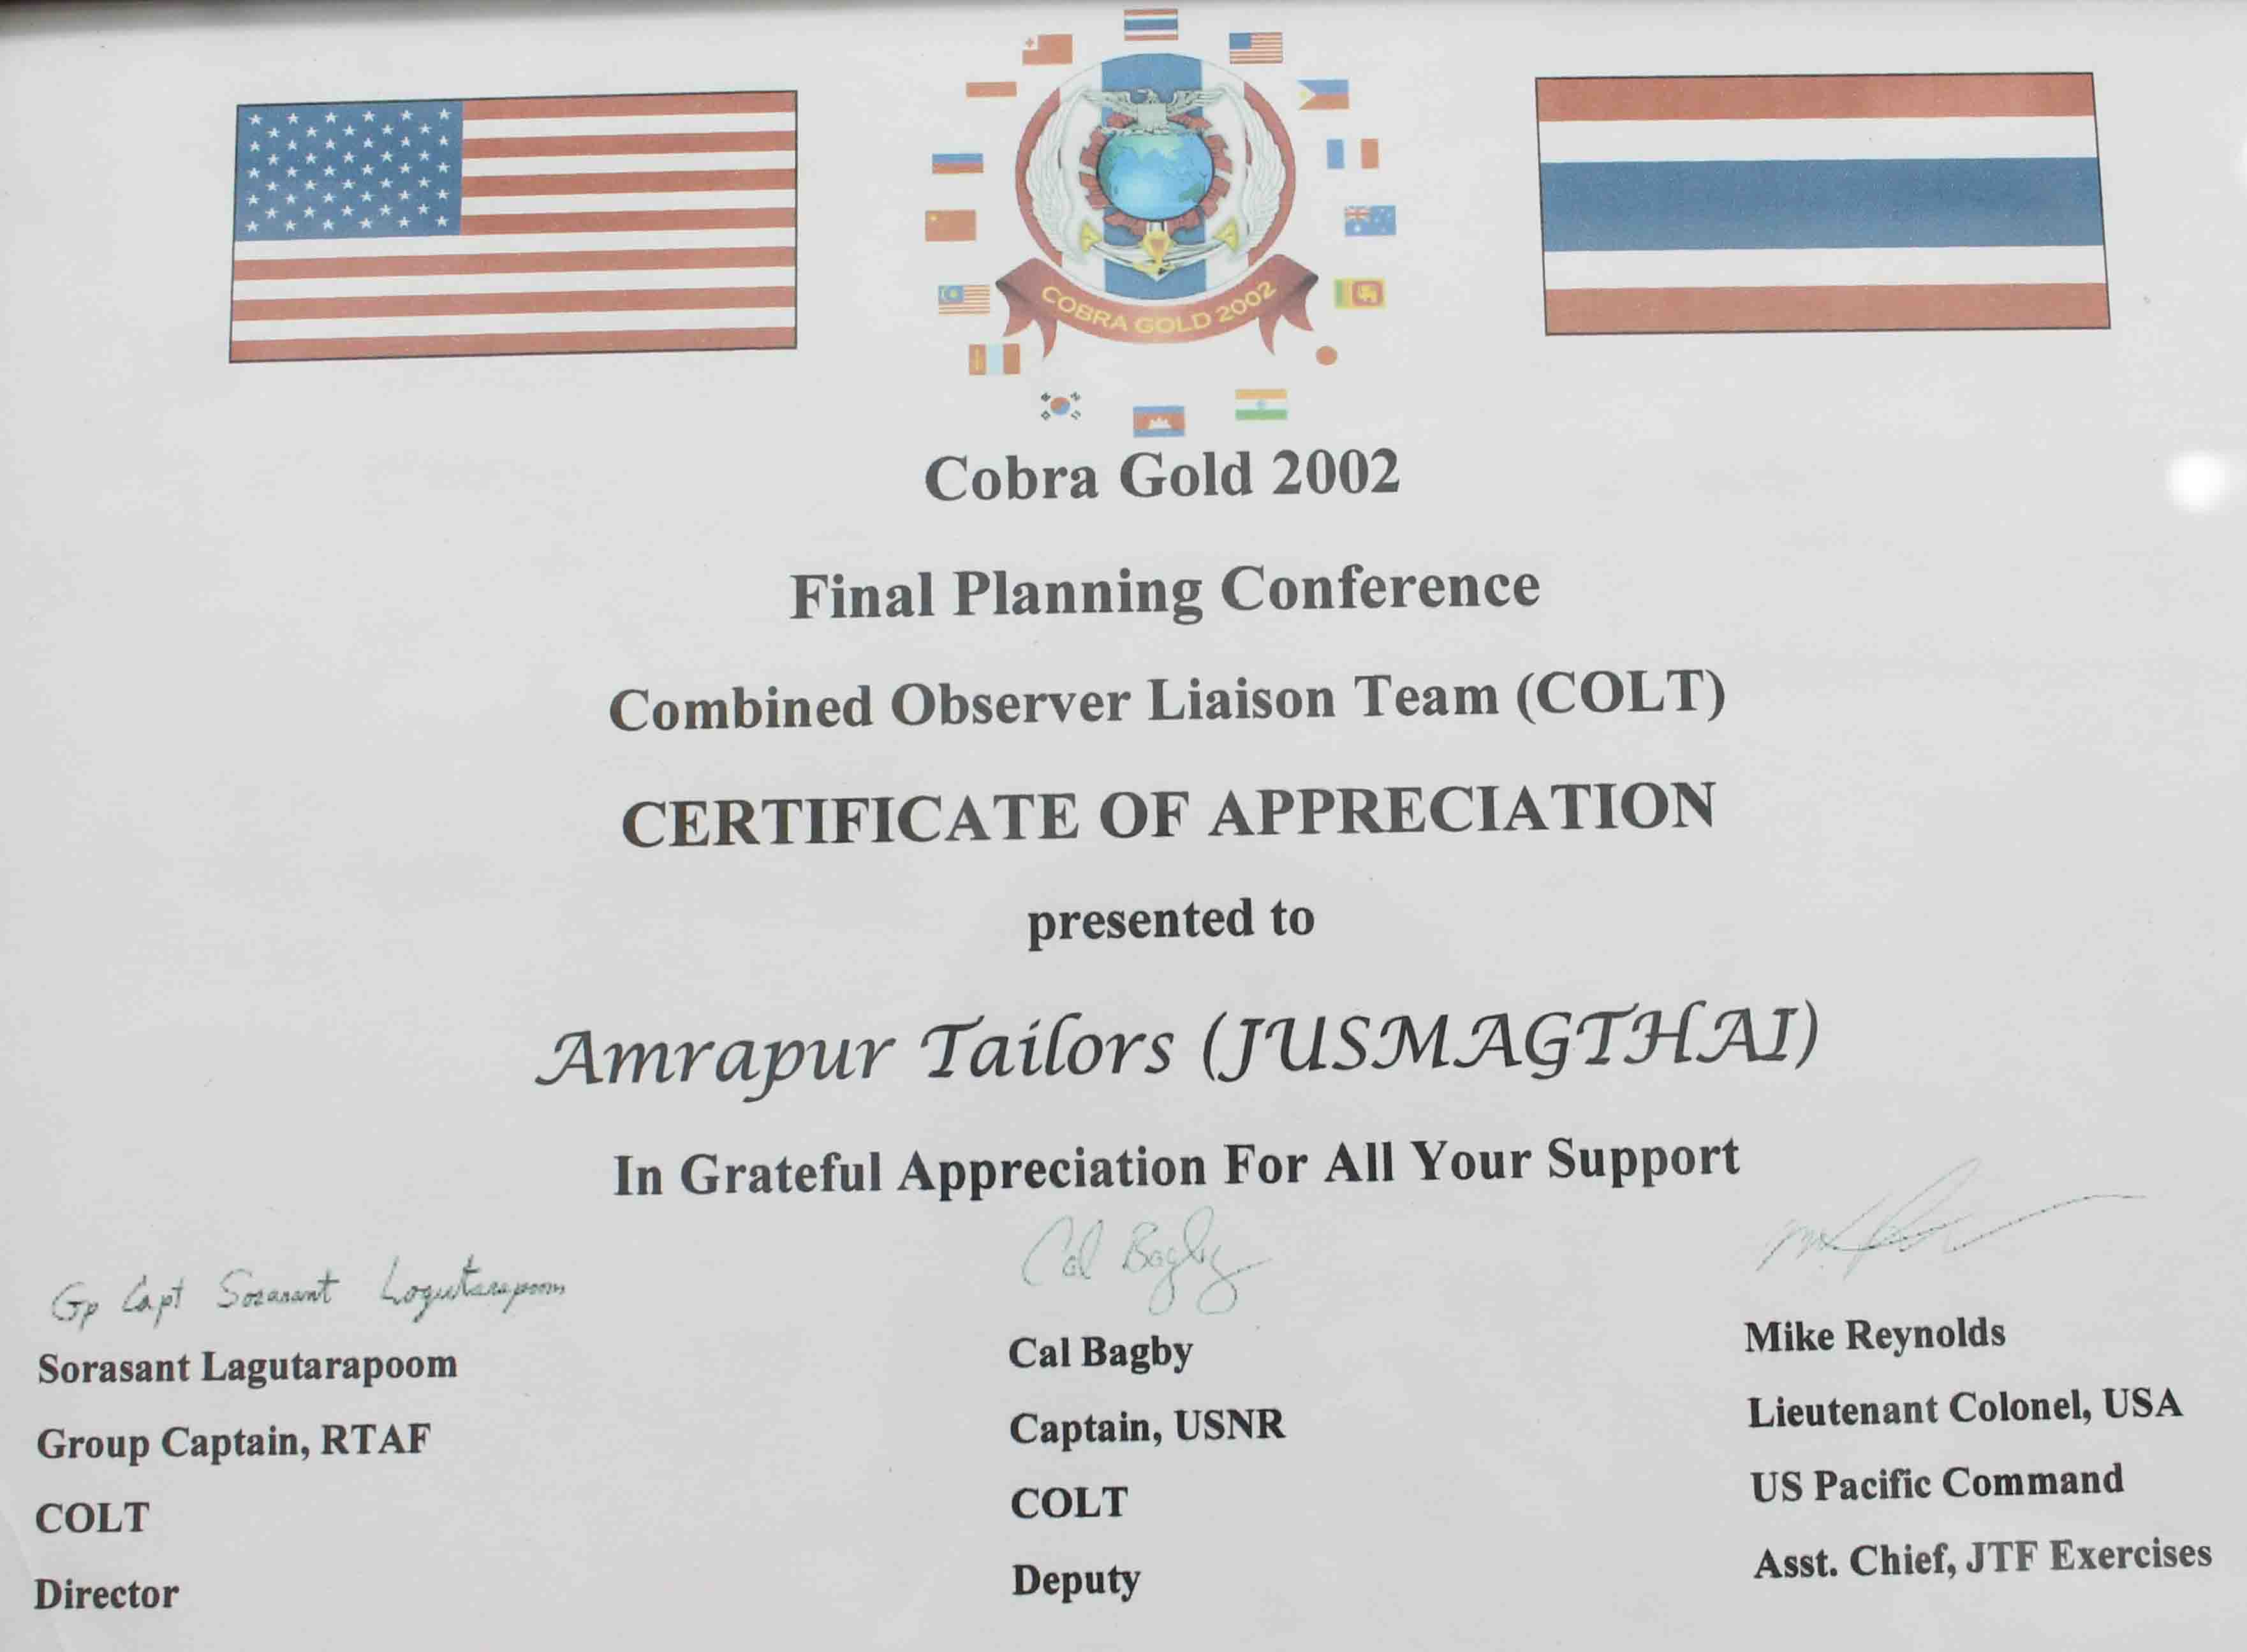 COBRA GOLD 2002
Cobra Gold 2002
Final Planning Conference
Combined Observer Liaison Team (COLT)
CERTIFICATE OF APPRECIATION
presented to
Amrapur Tailors (JUSMAGTHAI)
In Grateful Appreciation For All Your Support
Gp Capt Sorasant Lagutarapoom
Sorasant Lagutarapoom
Group Captain, RTAF
COLT
Director
Cal Bagby
Cal Bagby
Captain, USNR
COLT
Deputy
Mike Reynolds
Lieutenant Colonel, USA
US Pacific Command
Asst. Chief, JTF Exercises